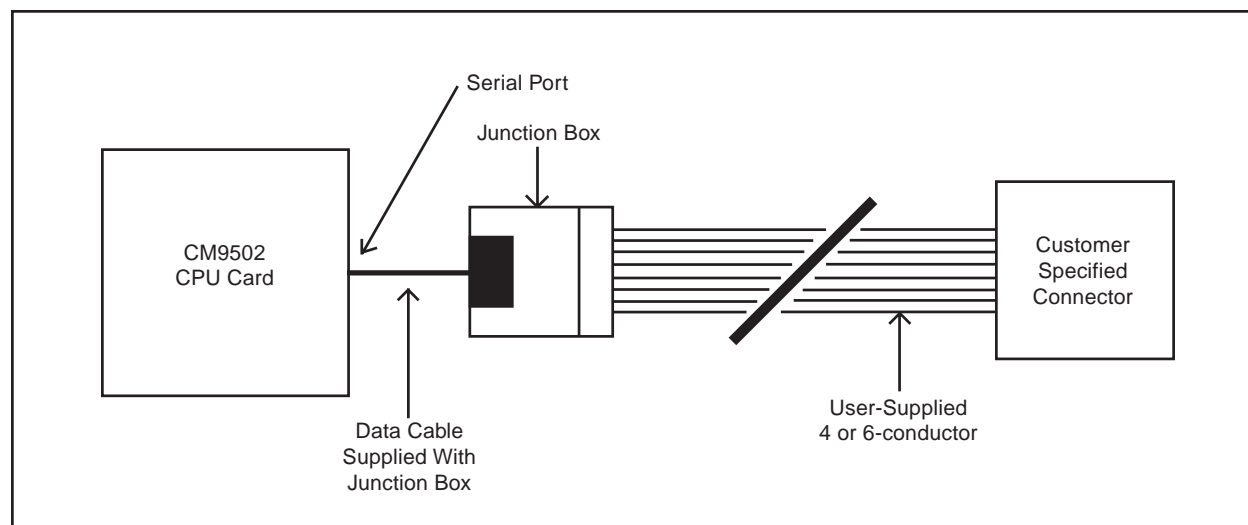 Serial Port
Junction Box
CM9502
CPU Card
Customer
Specified
Connector
Data Cable
Supplied With
Junction Box
User-Supplied
4 or 6-conductor